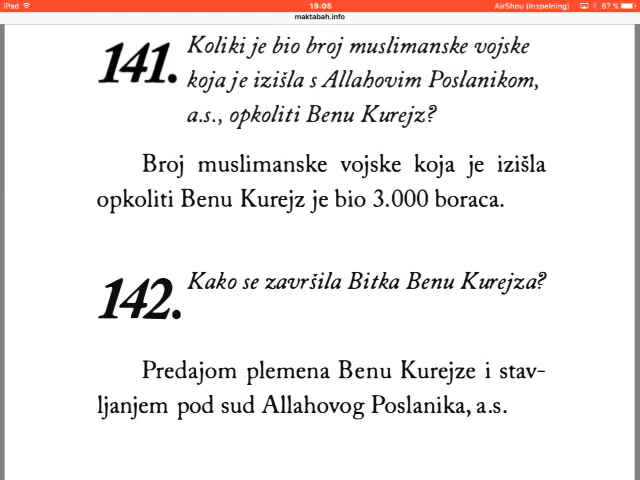 iPad 19:05 AirShou (Inspelning) 87 %
maktabah.info
141. Koliki je bio broj muslimanske vojske
koja je izišla s Allahovim Poslanikom,
a.s., opkoliti Benu Kurejz?
Broj muslimanske vojske koja je izišla
opkoliti Benu Kurejz je bio 3.000 boraca.
142. Kako se završila Bitka Benu Kurejza?
Predajom plemena Benu Kurejze i stav-
ljanjem pod sud Allahovog Poslanika, a.s.